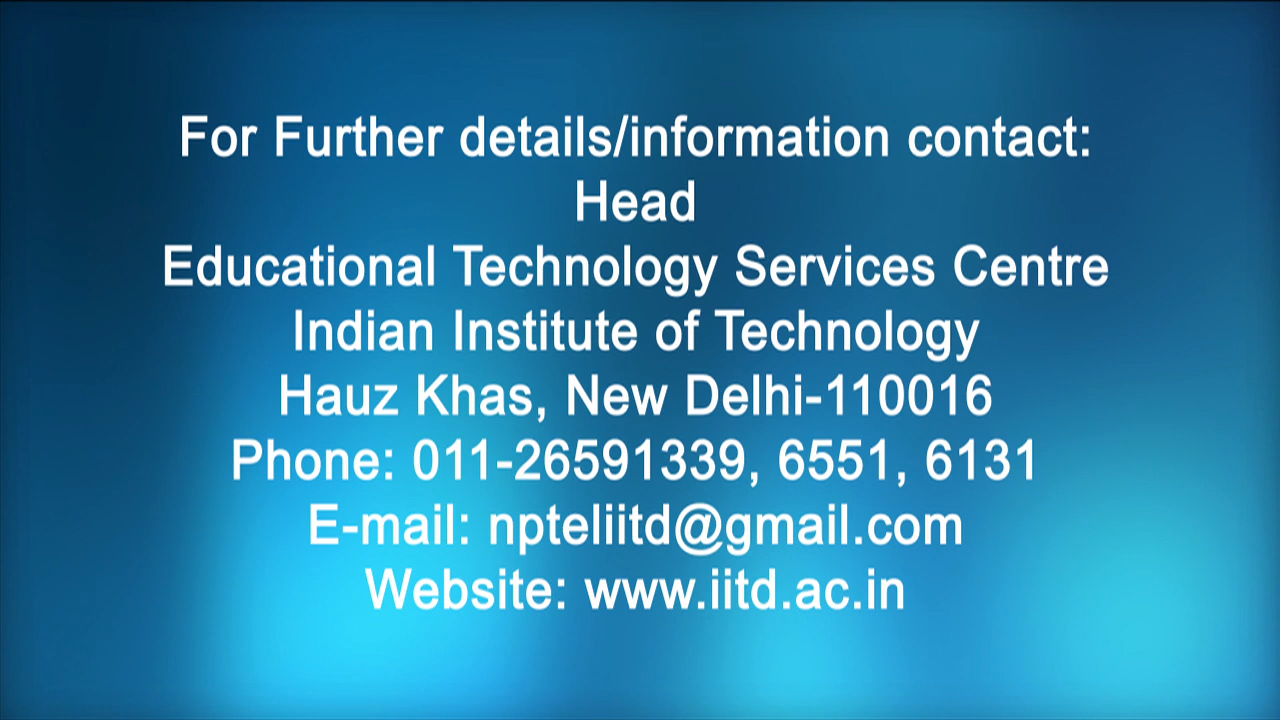 For Further details/information contact:
Head
Educational Technology Services Centre
Indian Institute of Technology
Hauz Khas, New Delhi-110016
Phone: 011-26591339, 6551, 6131
E-mail: npteliitd@gmail.com
Website: www.iitd.ac.in